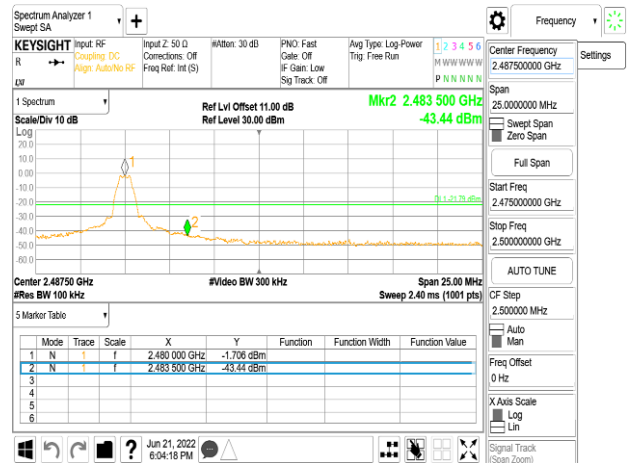 Spectrum Analyzer 1
Swept SA
Frequency
KEYSIGHT
R
LXI
Input: RF
Coupling: DC
Align: Auto/No RF
Input Z: 50 Ω
Corrections: Off
Freq Ref: Int (S)
#Atten: 30 dB
PNO: Fast
Gate: Off
IF Gain: Low
Sig Track: Off
Avg Type: Log-Power
Trig: Free Run
1 2 3 4 5 6
M W W W W W
P N N N N N
Center Frequency
2.487500000 GHz
Settings
Span
25.0000000 MHz
Swept Span
Zero Span
Full Span
Start Freq
2.475000000 GHz
Stop Freq
2.500000000 GHz
AUTO TUNE
CF Step
2.500000 MHz
Auto
Man
Freq Offset
0 Hz
X Axis Scale
Log
Lin
Signal Track
(Span Zoom)
1 Spectrum
Scale/Div 10 dB
Ref Lvl Offset 11.00 dB
Ref Level 30.00 dBm
Mkr2 2.483 500 GHz
-43.44 dBm
Log
20.0
10.0
0.00
-10.0
-20.0
-30.0
-40.0
-50.0
-60.0
1
2
DL1 -21.79 dBm
Center 2.48750 GHz
#Res BW 100 kHz
#Video BW 300 kHz
Span 25.00 MHz
Sweep 2.40 ms (1001 pts)
5 Marker Table
Mode Trace Scale X Y Function Function Width Function Value
1 N 1 f 2.480 000 GHz -1.706 dBm
2 N 1 f 2.483 500 GHz -43.44 dBm
3
4
5
6
?
Jun 21, 2022
6:04:18 PM